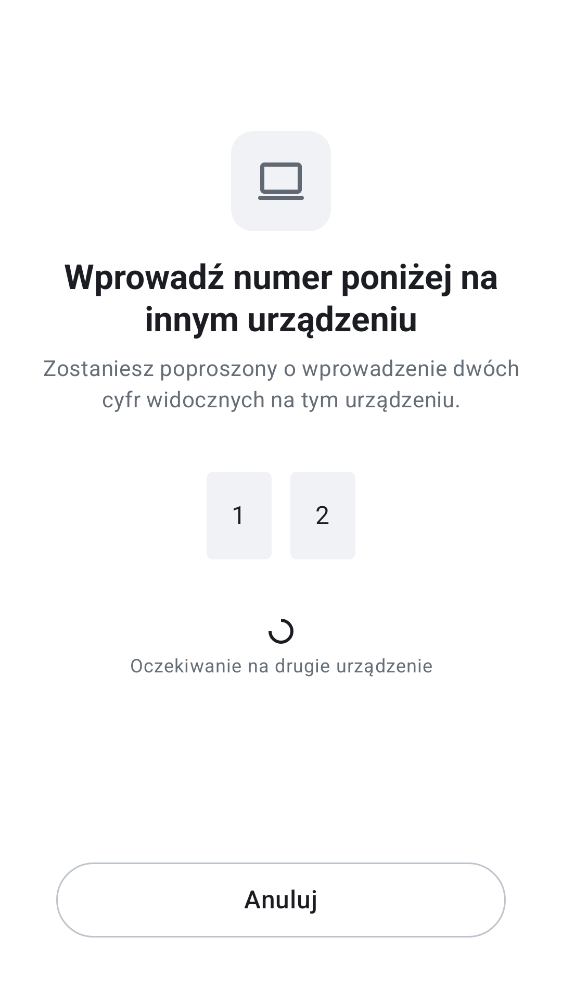 Wprowadź numer poniżej na
innym urządzeniu
Zostaniesz poproszony o wprowadzenie dwóch
cyfr widocznych na tym urządzeniu.
1 2
Oczekiwanie na drugie urządzenie
Anuluj